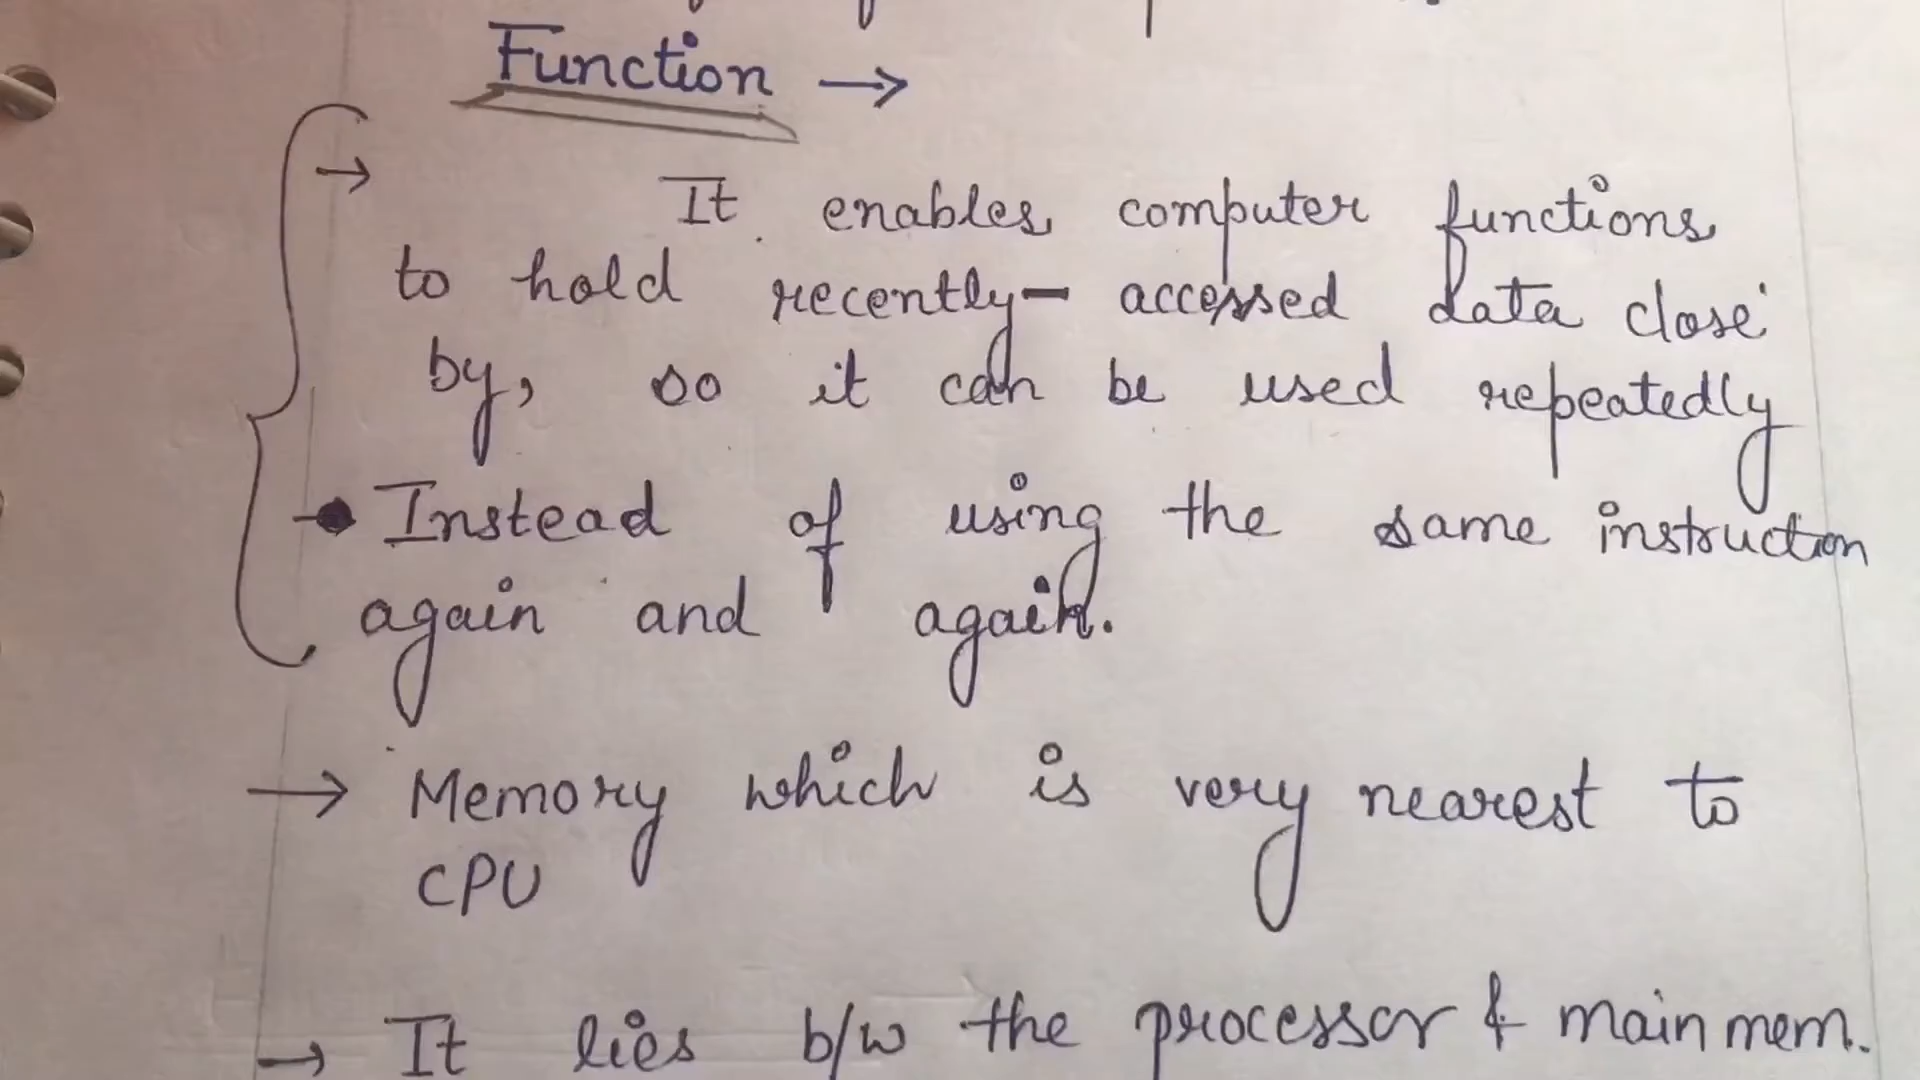 Function →
→ It enables computer functions
to hold recently- accessed data close
by, so it can be used repeatedly
Instead of using the same instruction
again and again.
→ Memory which is very nearest to
CPU
→ It lies b/w the processor & main mem.